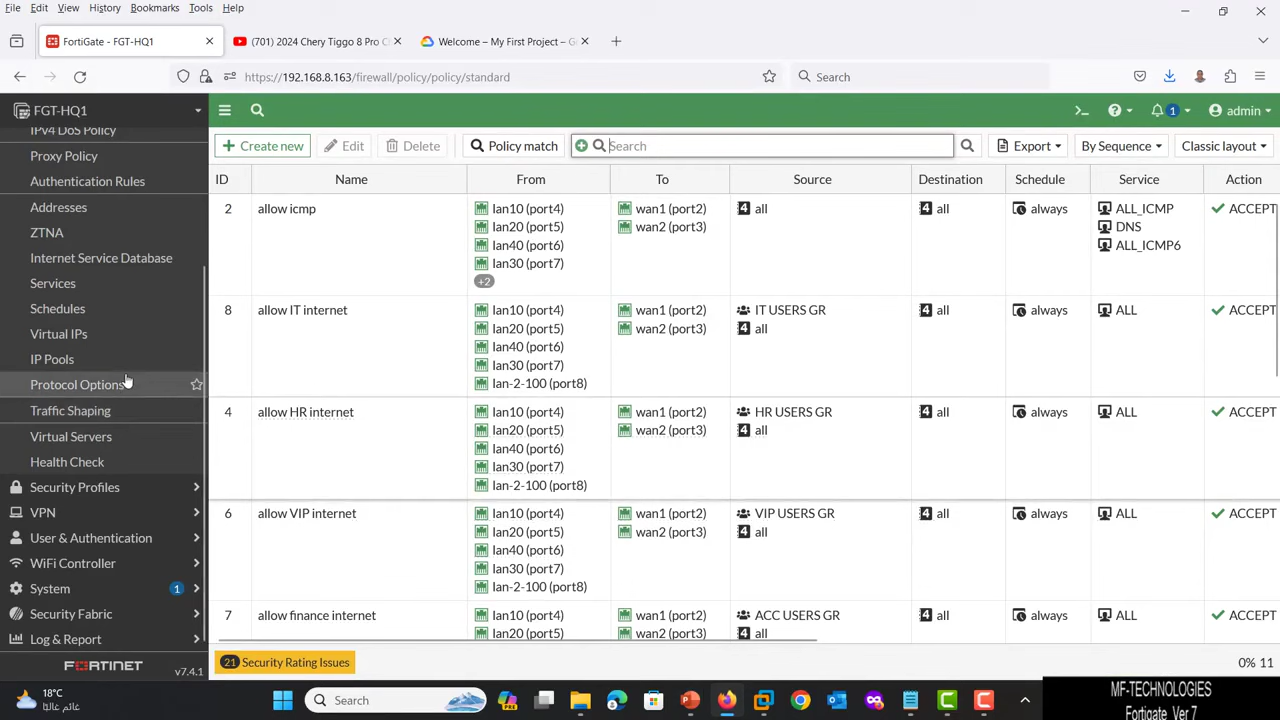 File Edit View History Bookmarks Tools Help
FortiGate - FGT-HQ1
(701) 2024 Chery Tiggo 8 Pro C
Welcome – My First Project – G
https://192.168.8.163/firewall/policy/policy/standard
Search
FGT-HQ1
admin
1
IPv4 DoS Policy
Proxy Policy
Authentication Rules
Addresses
ZTNA
Internet Service Database
Services
Schedules
Virtual IPs
IP Pools
Protocol Options
Traffic Shaping
Virtual Servers
Health Check
Security Profiles
VPN
User & Authentication
WiFi Controller
System 1
Security Fabric
Log & Report
FORTINET v7.4.1
Create new Edit Delete Policy match Search Export By Sequence Classic layout
ID Name From To Source Destination Schedule Service Action
2 allow icmp lan10 (port4) wan1 (port2) all all always ALL_ICMP ACCEPT
lan20 (port5) wan2 (port3) DNS
lan40 (port6) ALL_ICMP6
lan30 (port7)
+2
8 allow IT internet lan10 (port4) wan1 (port2) IT USERS GR all always ALL ACCEPT
lan20 (port5) wan2 (port3) all
lan40 (port6)
lan30 (port7)
lan-2-100 (port8)
4 allow HR internet lan10 (port4) wan1 (port2) HR USERS GR all always ALL ACCEPT
lan20 (port5) wan2 (port3) all
lan40 (port6)
lan30 (port7)
lan-2-100 (port8)
6 allow VIP internet lan10 (port4) wan1 (port2) VIP USERS GR all always ALL ACCEPT
lan20 (port5) wan2 (port3) all
lan40 (port6)
lan30 (port7)
lan-2-100 (port8)
7 allow finance internet lan10 (port4) wan1 (port2) ACC USERS GR all always ALL ACCEPT
lan20 (port5) wan2 (port3) all
21 Security Rating Issues
0% 11
18°C
غائم غالبا
Search
MF-TECHNOLOGIES
Fortigate Ver 7